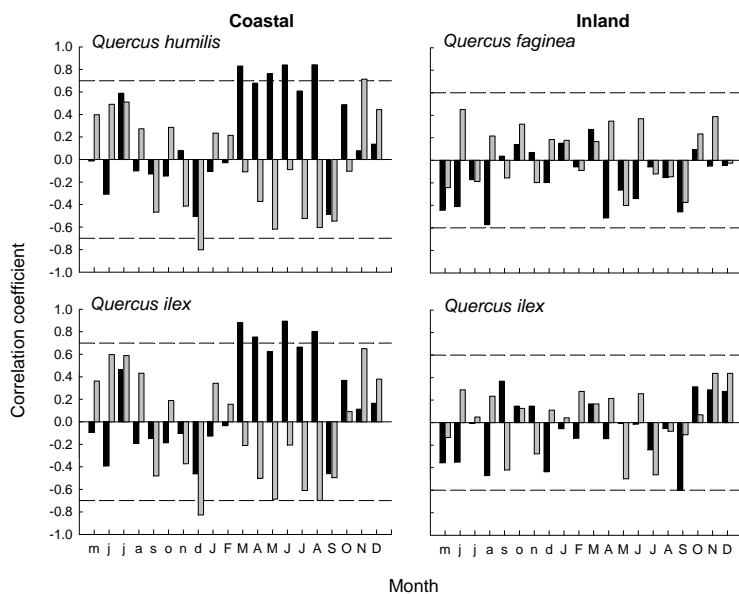 Coastal
Inland
Quercus humilis
Quercus faginea
1.0
0.8
0.6
0.4
0.2
0.0
-0.2
-0.4
-0.6
-0.8
-1.0
Quercus ilex
Quercus ilex
1.0
0.8
0.6
0.4
0.2
0.0
-0.2
-0.4
-0.6
-0.8
-1.0
Correlation coefficient
m j j a s o n d J F M A M J J A S O N D
m j j a s o n d J F M A M J J A S O N D
Month